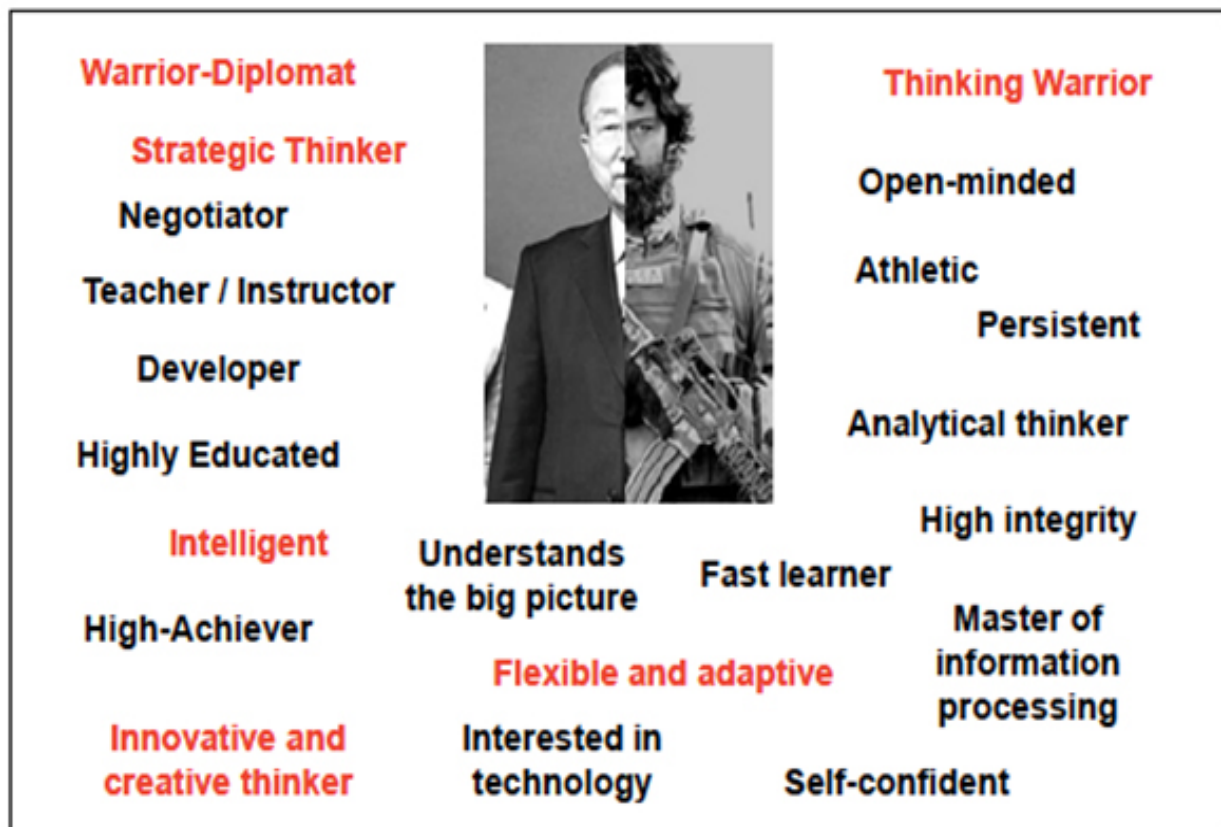 Warrior-Diplomat
Thinking Warrior
Strategic Thinker
Open-minded
Negotiator
Athletic
Teacher / Instructor
Persistent
Developer
Analytical thinker
Highly Educated
High integrity
Intelligent
Understands
the big picture
Fast learner
High-Achiever
Master of
information
processing
Flexible and adaptive
Innovative and
creative thinker
Interested in
technology
Self-confident